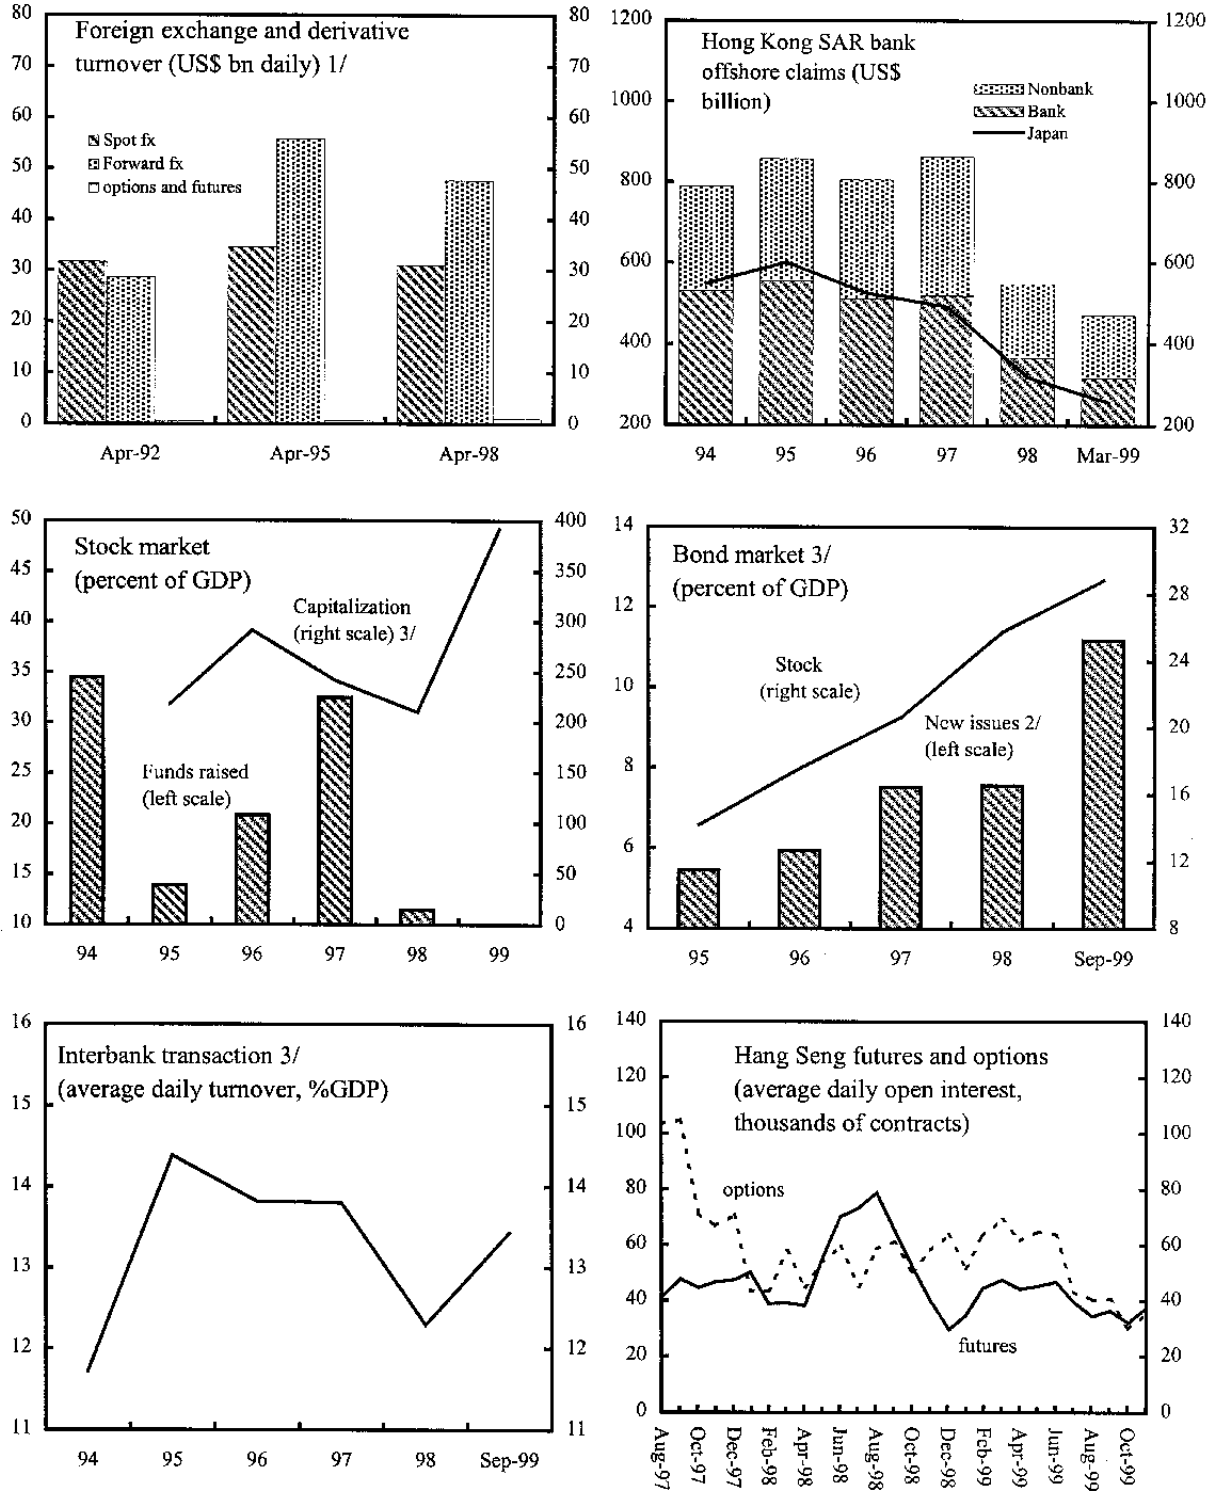 Foreign exchange and derivative
turnover (US$ bn daily) 1/
Spot fx
Forward fx
options and futures
80
70
60
50
40
30
20
10
0
80
70
60
50
40
30
20
10
0
Apr-92 Apr-95 Apr-98
Hong Kong SAR bank
offshore claims (US$
billion)
Nonbank
Bank
Japan
1200
1000
800
600
400
200
1200
1000
800
600
400
200
94 95 96 97 98 Mar-99
Stock market
(percent of GDP)
Capitalization
(right scale) 3/
Funds raised
(left scale)
50
45
40
35
30
25
20
15
10
400
350
300
250
200
150
100
50
0
94 95 96 97 98 99
Bond market 3/
(percent of GDP)
Stock
(right scale)
New issues 2/
(left scale)
14
12
10
8
6
4
32
28
24
20
16
12
8
95 96 97 98 Sep-99
Interbank transaction 3/
(average daily turnover, %GDP)
16
15
14
13
12
11
16
15
14
13
12
11
94 95 96 97 98 Sep-99
Hang Seng futures and options
(average daily open interest,
thousands of contracts)
options
futures
140
120
100
80
60
40
20
0
140
120
100
80
60
40
20
0
Aug-97
Oct-97
Dec-97
Feb-98
Apr-98
Jun-98
Aug-98
Oct-98
Dec-98
Feb-99
Apr-99
Jun-99
Aug-99
Oct-99